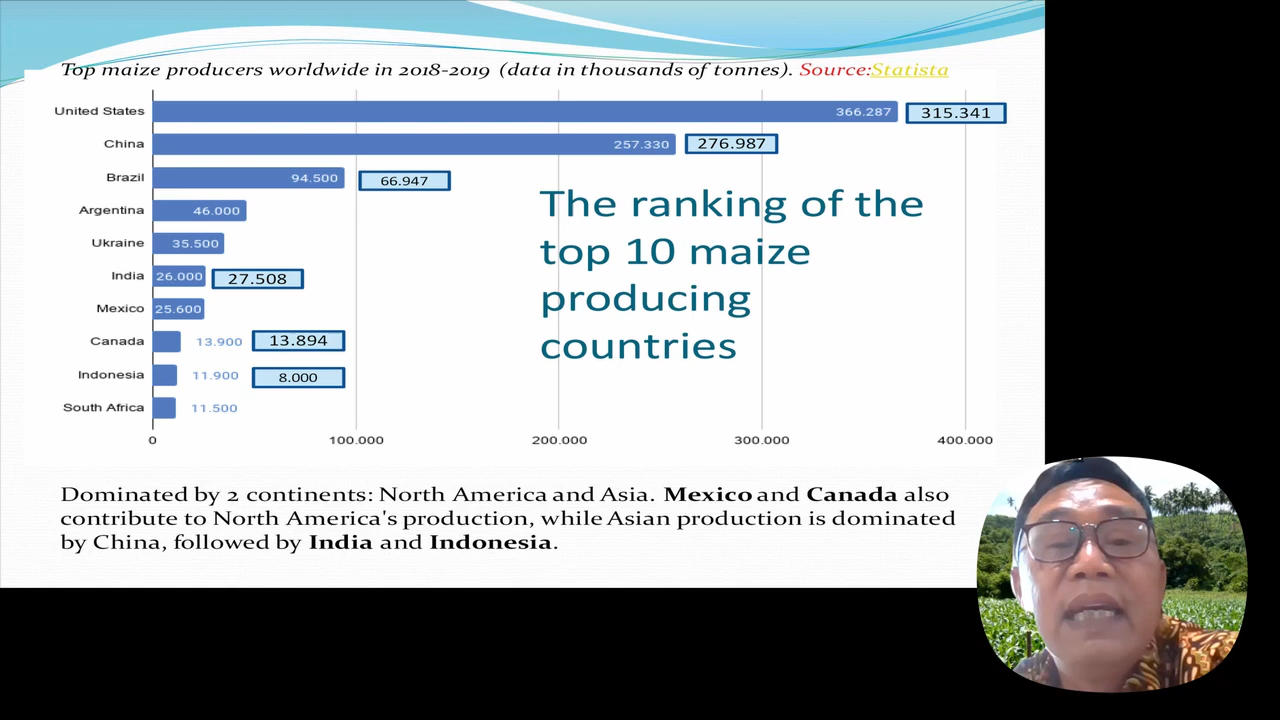 Top maize producers worldwide in 2018-2019 (data in thousands of tonnes). Source:Statista
United States 366.287 315.341
China 257.330 276.987
Brazil 94.500 66.947
Argentina 46.000
Ukraine 35.500
India 26.000 27.508
Mexico 25.600
Canada 13.900 13.894
Indonesia 11.900 8.000
South Africa 11.500
0 100.000 200.000 300.000 400.000
The ranking of the
top 10 maize
producing
countries
Dominated by 2 continents: North America and Asia. Mexico and Canada also
contribute to North America's production, while Asian production is dominated
by China, followed by India and Indonesia.